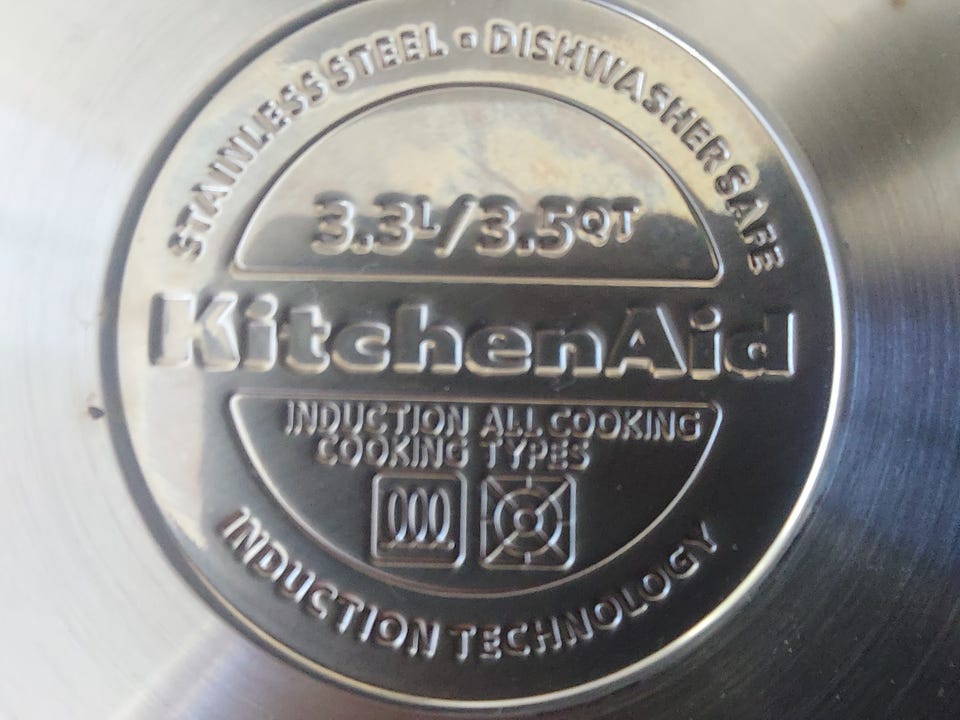 STAINLESS STEEL • DISHWASHER SAFE
3.3L/3.5QT
KitchenAid
INDUCTION COOKING
ALL COOKING TYPES
INDUCTION TECHNOLOGY